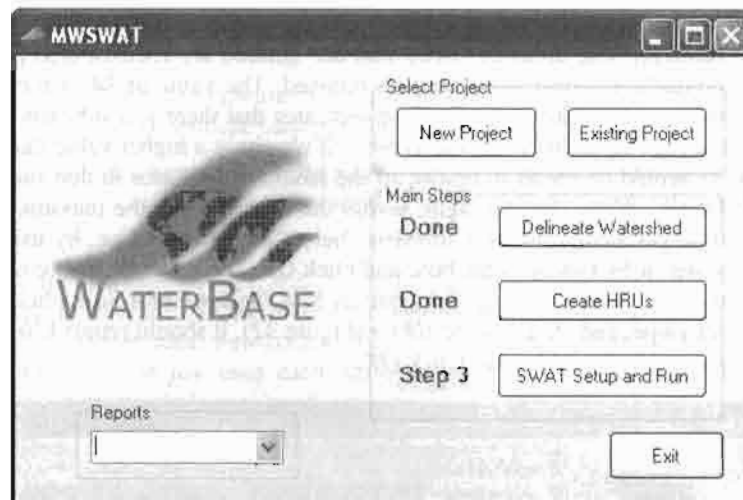 MWSWAT
Select Project
New Project
Existing Project
Main Steps
Done
Delineate Watershed
Done
Create HRUs
Step 3
SWAT Setup and Run
WATERBASE
Reports
Exit